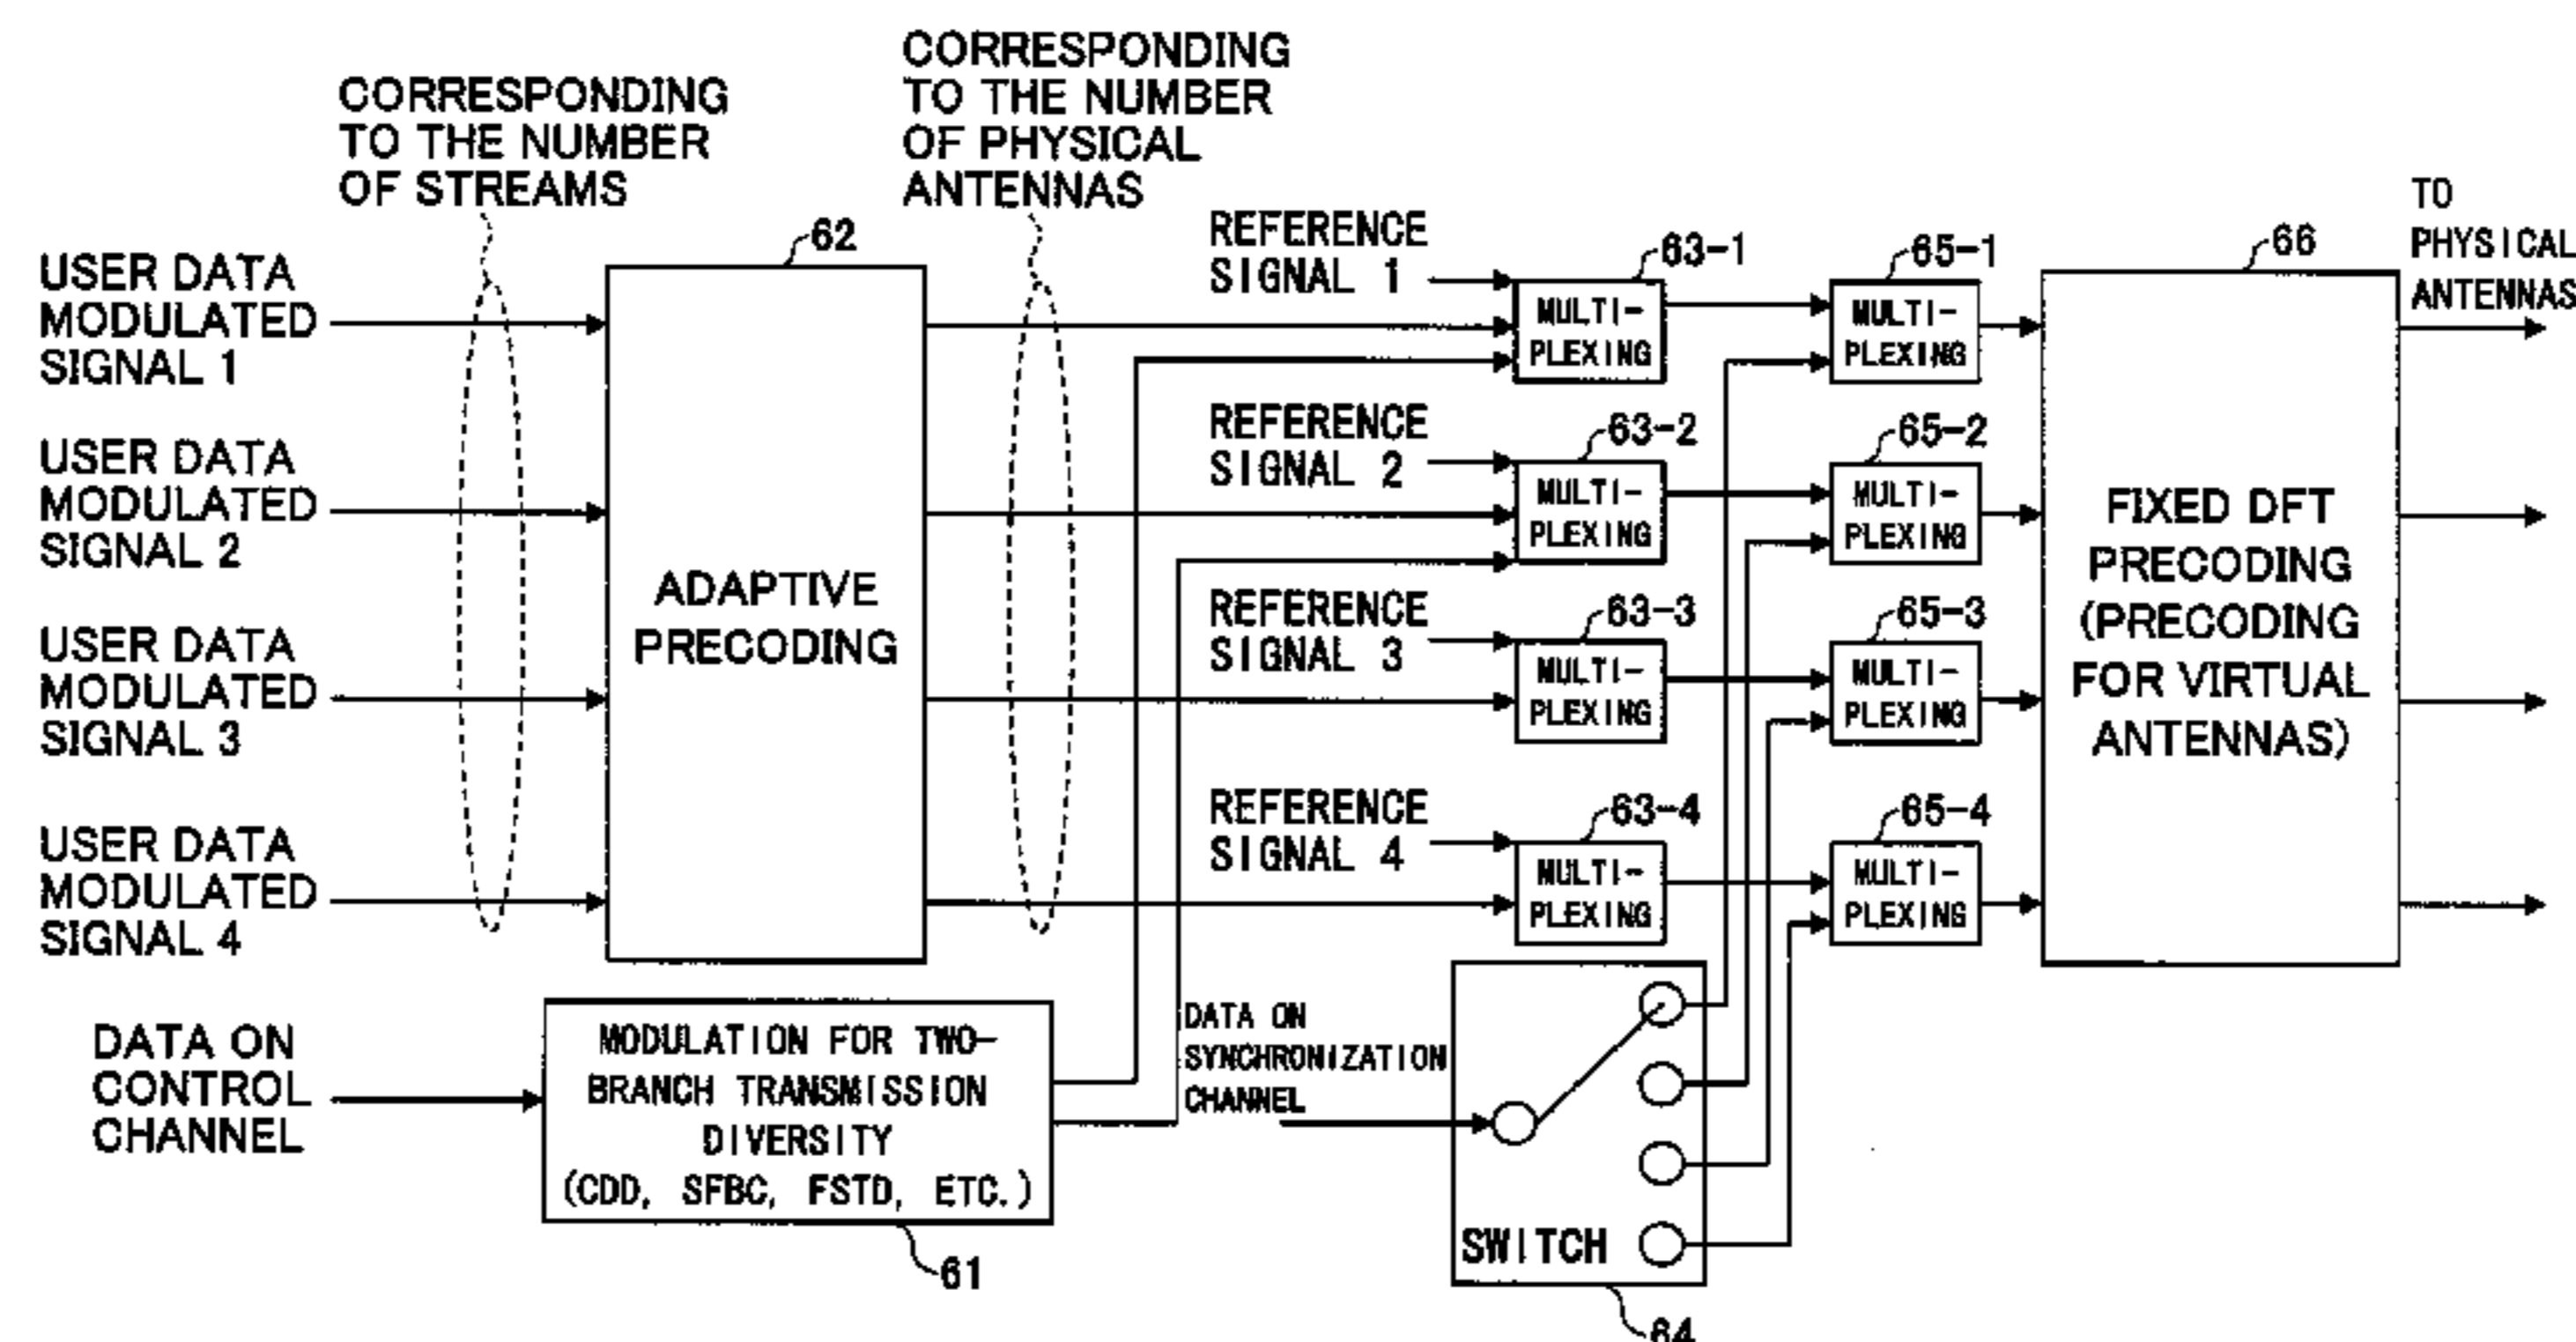 CORRESPONDING
TO THE NUMBER
OF STREAMS
CORRESPONDING
TO THE NUMBER
OF PHYSICAL
ANTENNAS
TO
PHYSICAL
ANTENNAS
USER DATA
MODULATED
SIGNAL 1
62
REFERENCE
SIGNAL 1
63-1
65-1
66
MULTI-
PLEXING
MULTI-
PLEXING
USER DATA
MODULATED
SIGNAL 2
REFERENCE
SIGNAL 2
63-2
65-2
MULTI-
PLEXING
MULTI-
PLEXING
ADAPTIVE
PRECODING
FIXED DFT
PRECODING
(PRECODING
FOR VIRTUAL
ANTENNAS)
USER DATA
MODULATED
SIGNAL 3
REFERENCE
SIGNAL 3
63-3
65-3
MULTI-
PLEXING
MULTI-
PLEXING
USER DATA
MODULATED
SIGNAL 4
REFERENCE
SIGNAL 4
63-4
65-4
MULTI-
PLEXING
MULTI-
PLEXING
DATA ON
CONTROL
CHANNEL
MODULATION FOR TWO-
BRANCH TRANSMISSION
DIVERSITY
(CDD, SFBC, FSTD, ETC.)
61
DATA ON
SYNCHRONIZATION
CHANNEL
SWITCH
64